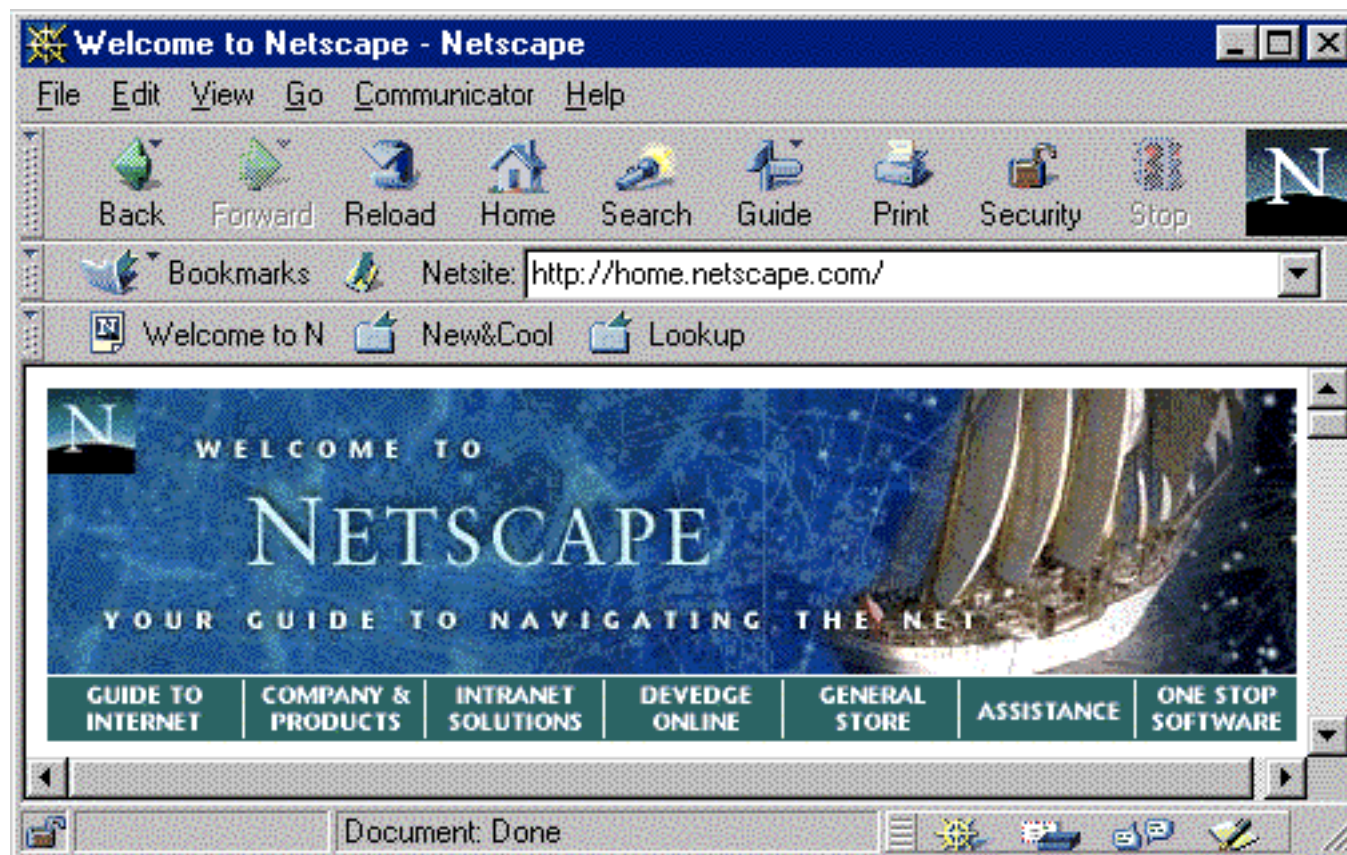 Welcome to Netscape - Netscape
File Edit View Go Communicator Help
N
Back Forward Reload Home Search Guide Print Security Stop
Bookmarks Netsite: http://home.netscape.com/
Welcome to N New&Cool Lookup
N
WELCOME TO
NETSCAPE
YOUR GUIDE TO NAVIGATING THE NET
GUIDE TO INTERNET
COMPANY & PRODUCTS
INTRANET SOLUTIONS
DEVEDGE ONLINE
GENERAL STORE
ASSISTANCE
ONE STOP SOFTWARE
Document: Done